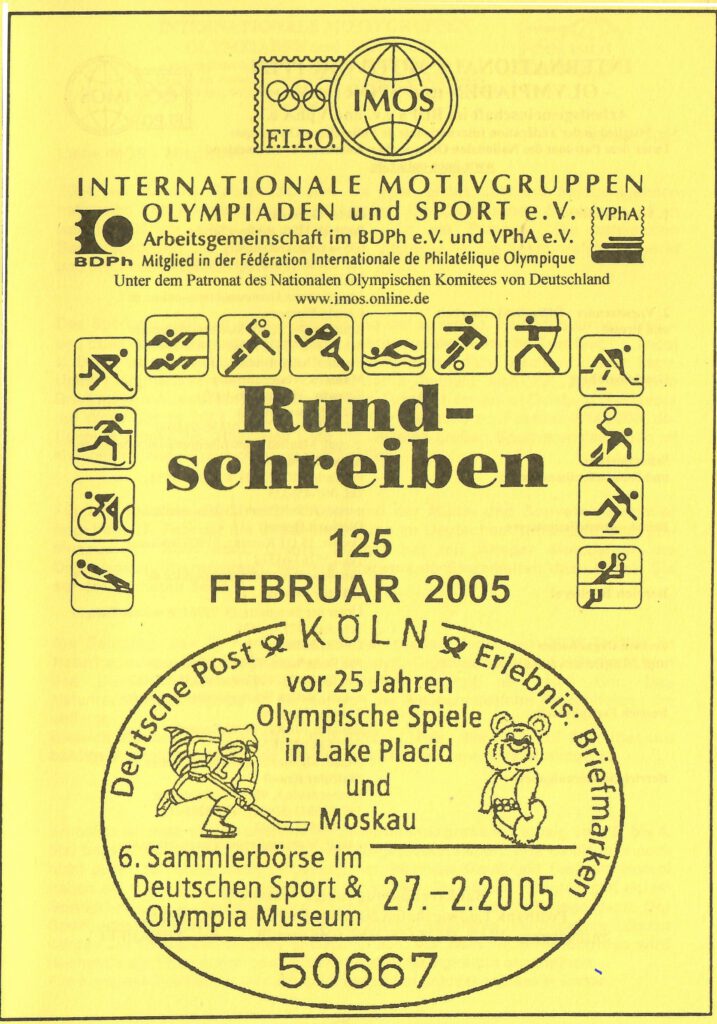 IMOS
F.I.P.O.
INTERNATIONALE MOTIVGRUPPEN
OLYMPIADEN und SPORT e.V.
VPhA
Arbeitsgemeinschaft im BDPh e.V. und VPhA e.V.
BDPh
Mitglied in der Fédération Internationale de Philatélique Olympique
Unter dem Patronat des Nationalen Olympischen Komitees von Deutschland
www.imos.online.de
Rund-
schreiben
125
FEBRUAR 2005
Deutsche Post KÖLN Erlebnis: Briefmarken
vor 25 Jahren
Olympische Spiele
in Lake Placid
und
Moskau
6. Sammlerbörse im
Deutschen Sport &
Olympia Museum
27.-2.2005
50667